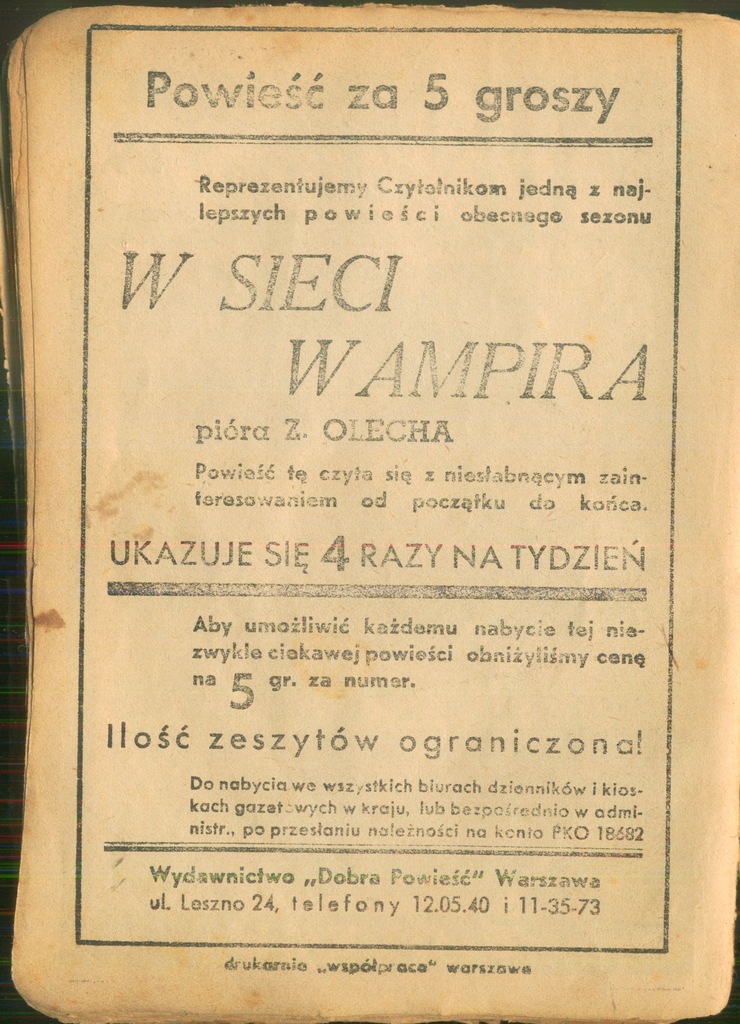 Powieść za 5 groszy
Reprezentujemy Czytelnikom jedną z naj-
lepszych powieści obecnego sezonu
W SIECI
WAMPIRA
pióra Z. OLECHA
Powieść tę czyta się z niesłabnącym zain-
teresowaniem od początku do końca.
UKAZUJE SIĘ 4 RAZY NA TYDZIEŃ
Aby umożliwić każdemu nabycie tej nie-
zwykle ciekawej powieści obniżyliśmy cenę
na 5 gr. za numer.
Ilość zeszytów ograniczona!
Do nabycia we wszystkich biurach dzienników i kios-
kach gazetowych w kraju, lub bezpośrednio w admi-
nistr., po przesłaniu należności na konto PKO 18682
Wydawnictwo „Dobra Powieść" Warszawa
ul. Leszno 24, telefony 12.05.40 i 11-35-73
drukarnia „współpraca" warszawa